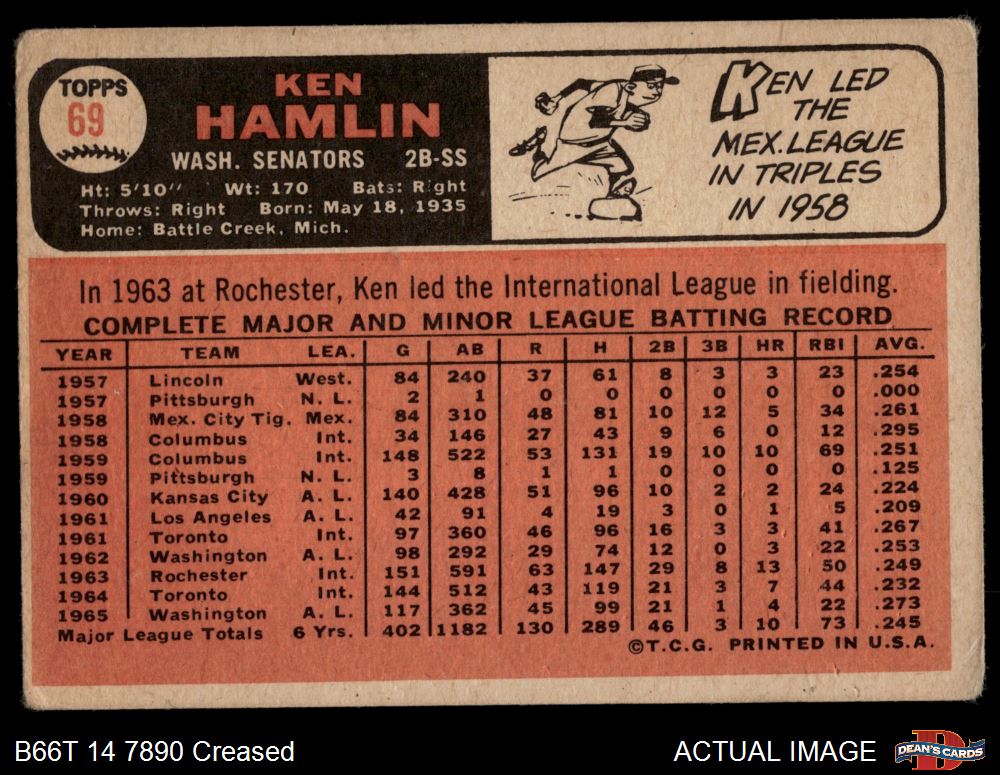 TOPPS
69
KEN
HAMLIN
WASH. SENATORS 2B-SS
Ht: 5'10" Wt: 170 Bats: Right
Throws: Right Born: May 18, 1935
Home: Battle Creek, Mich.
KEN LED
THE
MEX. LEAGUE
IN TRIPLES
IN 1958
In 1963 at Rochester, Ken led the International League in fielding.
COMPLETE MAJOR AND MINOR LEAGUE BATTING RECORD
YEAR TEAM LEA. G AB R H 2B 3B HR RBI AVG.
1957 Lincoln West. 84 240 37 61 8 3 3 23 .254
1957 Pittsburgh N. L. 2 1 0 0 0 0 0 0 .000
1958 Mex. City Tig. Mex. 84 310 48 81 10 12 5 34 .261
1958 Columbus Int. 34 146 27 43 9 6 0 12 .295
1959 Columbus Int. 148 522 53 131 19 10 10 69 .251
1959 Pittsburgh N. L. 3 8 1 1 0 0 0 0 .125
1960 Kansas City A. L. 140 428 51 96 10 2 2 24 .224
1961 Los Angeles A. L. 42 91 4 19 3 0 1 5 .209
1961 Toronto Int. 97 360 46 96 16 3 3 41 .267
1962 Washington A. L. 98 292 29 74 12 0 3 22 .253
1963 Rochester Int. 151 591 63 147 29 8 13 50 .249
1964 Toronto Int. 144 512 43 119 21 3 7 44 .232
1965 Washington A. L. 117 362 45 99 21 1 4 22 .273
Major League Totals 6 Yrs. 402 1182 130 289 46 3 10 73 .245
©T.C.G. PRINTED IN U.S.A.
B66T 14 7890 Creased
ACTUAL IMAGE
DEAN'S CARDS